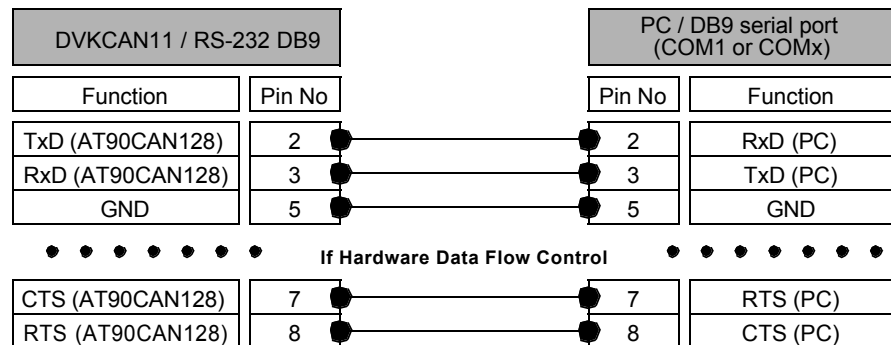 DVKCAN11 / RS-232 DB9
PC / DB9 serial port
(COM1 or COMx)
Function Pin No Pin No Function
TxD (AT90CAN128) 2 2 RxD (PC)
RxD (AT90CAN128) 3 3 TxD (PC)
GND 5 5 GND
If Hardware Data Flow Control
CTS (AT90CAN128) 7 7 RTS (PC)
RTS (AT90CAN128) 8 8 CTS (PC)